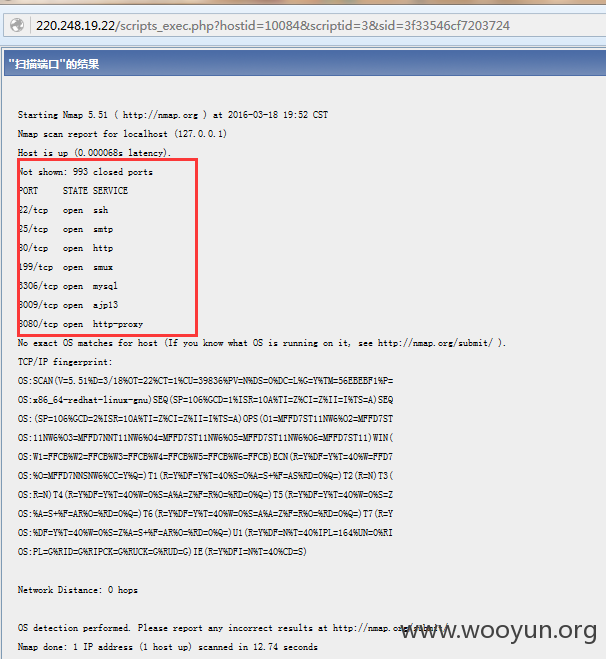 220.248.19.22/scripts_exec.php?hostid=10084&scriptid=3&sid=3f33546cf7203724
"扫描端口"的结果
Starting Nmap 5.51 ( http://nmap.org ) at 2016-03-18 19:52 CST
Nmap scan report for localhost (127.0.0.1)
Host is up (0.000068s latency).
Not shown: 993 closed ports
PORT     STATE SERVICE
22/tcp   open  ssh
25/tcp   open  smtp
80/tcp   open  http
199/tcp  open  smux
3306/tcp open  mysql
8009/tcp open  ajp13
8080/tcp open  http-proxy
No exact OS matches for host (If you know what OS is running on it, see http://nmap.org/submit/ ).
TCP/IP fingerprint:
OS:SCAN(V=5.51%D=3/18%OT=22%CT=1%CU=39836%PV=N%DS=0%DC=L%G=Y%TM=56EBEBF1%P=
OS:x86_64-redhat-linux-gnu)SEQ(SP=106%GCD=1%ISR=10A%TI=Z%CI=Z%II=I%TS=A)SEQ
OS:(SP=106%GCD=2%ISR=10A%TI=Z%CI=Z%II=I%TS=A)OPS(O1=MFFD7ST11NW6%O2=MFFD7ST
OS:11NW6%O3=MFFD7NNT11NW6%O4=MFFD7ST11NW6%O5=MFFD7ST11NW6%O6=MFFD7ST11)WIN(
OS:W1=FFCB%W2=FFCB%W3=FFCB%W4=FFCB%W5=FFCB%W6=FFCB)ECN(R=Y%DF=Y%T=40%W=FFD7
OS:%O=MFFD7NNSNW6%CC=Y%Q=)T1(R=Y%DF=Y%T=40%S=O%A=S+%F=AS%RD=0%Q=)T2(R=N)T3(
OS:R=N)T4(R=Y%DF=Y%T=40%W=0%S=A%A=Z%F=R%O=%RD=0%Q=)T5(R=Y%DF=Y%T=40%W=0%S=Z
OS:%A=S+%F=AR%O=%RD=0%Q=)T6(R=Y%DF=Y%T=40%W=0%S=A%A=Z%F=R%O=%RD=0%Q=)T7(R=Y
OS:%DF=Y%T=40%W=0%S=Z%A=S+%F=AR%O=%RD=0%Q=)U1(R=Y%DF=N%T=40%IPL=164%UN=0%RI
OS:PL=G%RID=G%RIPCK=G%RUCK=G%RUD=G)IE(R=Y%DFI=N%T=40%CD=S)
Network Distance: 0 hops
OS detection performed. Please report any incorrect results at http://nmap.org/submit/
Nmap done: 1 IP address (1 host up) scanned in 12.74 seconds
www.wooyun.org